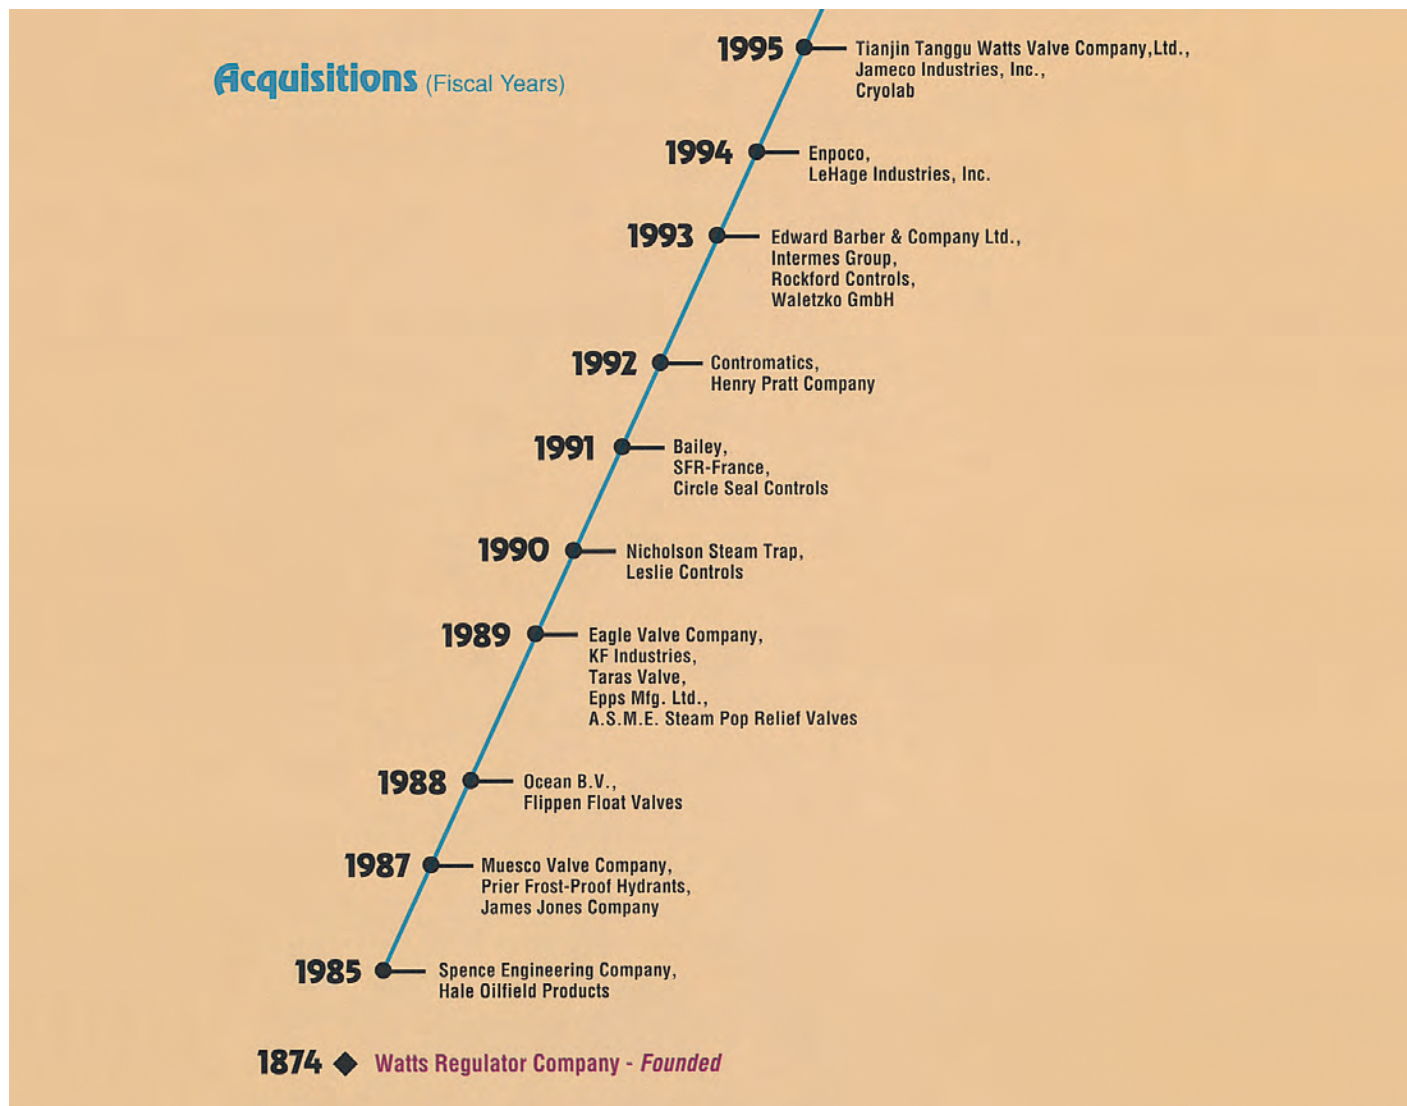 Acquisitions (Fiscal Years)
1995 Tianjin Tanggu Watts Valve Company,Ltd.,
Jameco Industries, Inc.,
Cryolab
1994 Enpoco,
LeHage Industries, Inc.
1993 Edward Barber & Company Ltd.,
Intermes Group,
Rockford Controls,
Waletzko GmbH
1992 Contromatics,
Henry Pratt Company
1991 Bailey,
SFR-France,
Circle Seal Controls
1990 Nicholson Steam Trap,
Leslie Controls
1989 Eagle Valve Company,
KF Industries,
Taras Valve,
Epps Mfg. Ltd.,
A.S.M.E. Steam Pop Relief Valves
1988 Ocean B.V.,
Flippen Float Valves
1987 Muesco Valve Company,
Prier Frost-Proof Hydrants,
James Jones Company
1985 Spence Engineering Company,
Hale Oilfield Products
1874 Watts Regulator Company - Founded